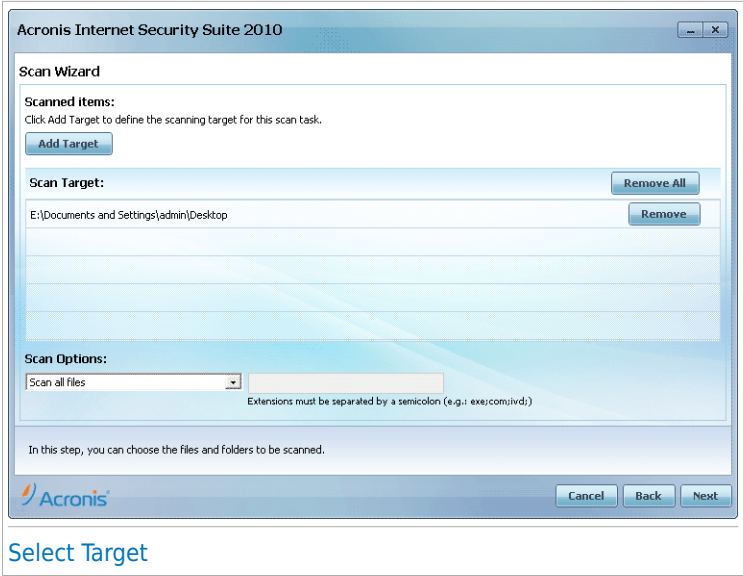 Acronis Internet Security Suite 2010
Scan Wizard
Scanned items:
Click Add Target to define the scanning target for this scan task.
Add Target
Scan Target:
Remove All
E:\Documents and Settings\admin\Desktop
Remove
Scan Options:
Scan all files
Extensions must be separated by a semicolon (e.g.: exe;com;ivd;)
In this step, you can choose the files and folders to be scanned.
Acronis
Cancel
Back
Next
Select Target